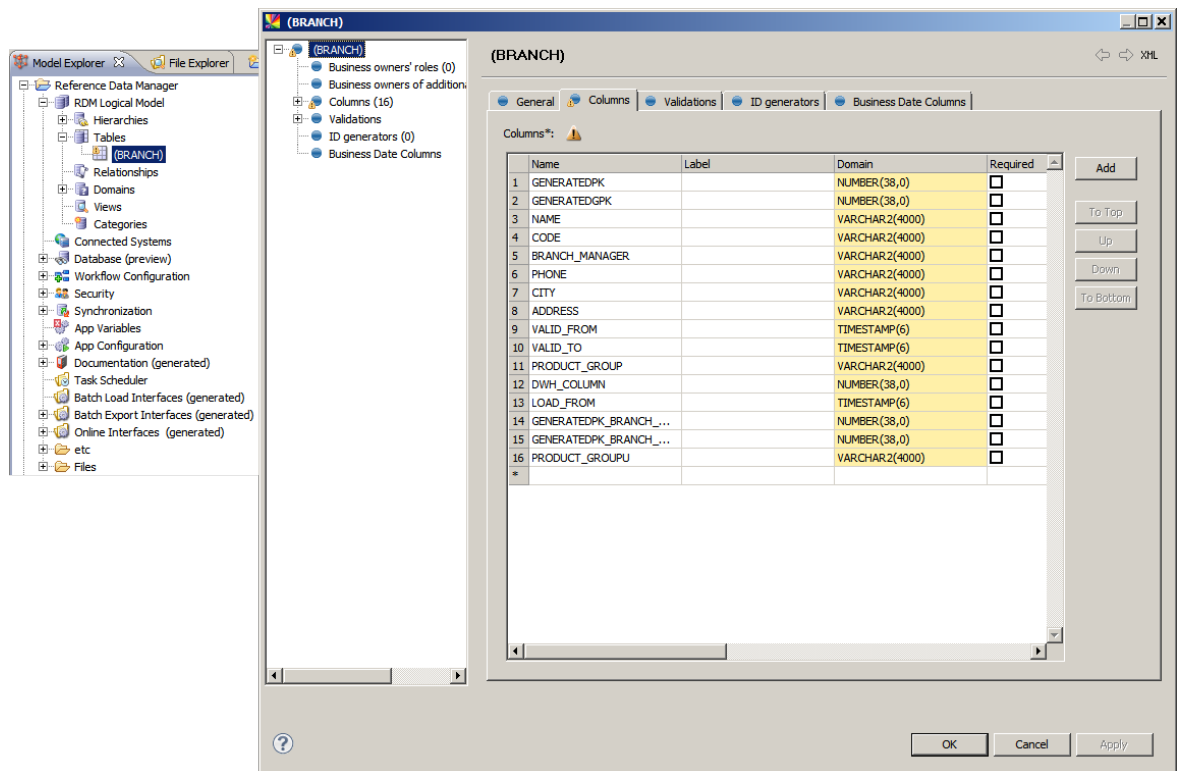 (BRANCH)
Model Explorer
File Explorer
Reference Data Manager
RDM Logical Model
Hierarchies
Tables
(BRANCH)
Relationships
Domains
Views
Categories
Connected Systems
Database (preview)
Workflow Configuration
Security
Synchronization
App Variables
App Configuration
Documentation (generated)
Task Scheduler
Batch Load Interfaces (generated)
Batch Export Interfaces (generated)
Online Interfaces (generated)
etc
Files
(BRANCH)
Business owners' roles (0)
Business owners of additiona
Columns (16)
Validations
ID generators (0)
Business Date Columns
(BRANCH)
XML
General Columns Validations ID generators Business Date Columns
Columns*:
Name Label Domain Required
1 GENERATEDPK NUMBER(38,0)
2 GENERATEDGPK NUMBER(38,0)
3 NAME VARCHAR2(4000)
4 CODE VARCHAR2(4000)
5 BRANCH_MANAGER VARCHAR2(4000)
6 PHONE VARCHAR2(4000)
7 CITY VARCHAR2(4000)
8 ADDRESS VARCHAR2(4000)
9 VALID_FROM TIMESTAMP(6)
10 VALID_TO TIMESTAMP(6)
11 PRODUCT_GROUP VARCHAR2(4000)
12 DWH_COLUMN NUMBER(38,0)
13 LOAD_FROM TIMESTAMP(6)
14 GENERATEDPK_BRANCH_... NUMBER(38,0)
15 GENERATEDPK_BRANCH_... NUMBER(38,0)
16 PRODUCT_GROUPU VARCHAR2(4000)
*
Add
To Top
Up
Down
To Bottom
?
OK Cancel Apply